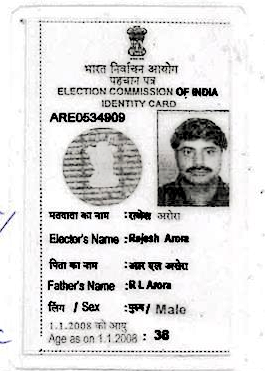 भारत निर्वाचन आयोग
पहचान पत्र
ELECTION COMMISSION OF INDIA
IDENTITY CARD
ARE0534909
मतदाता का नाम : राजेश अरोरा
Elector's Name : Rajesh Arora
पिता का नाम : आर एल अरोरा
Father's Name : R L Arora
लिंग / Sex : पुरुष / Male
1.1.2008 को आयु
Age as on 1.1.2008 : 36